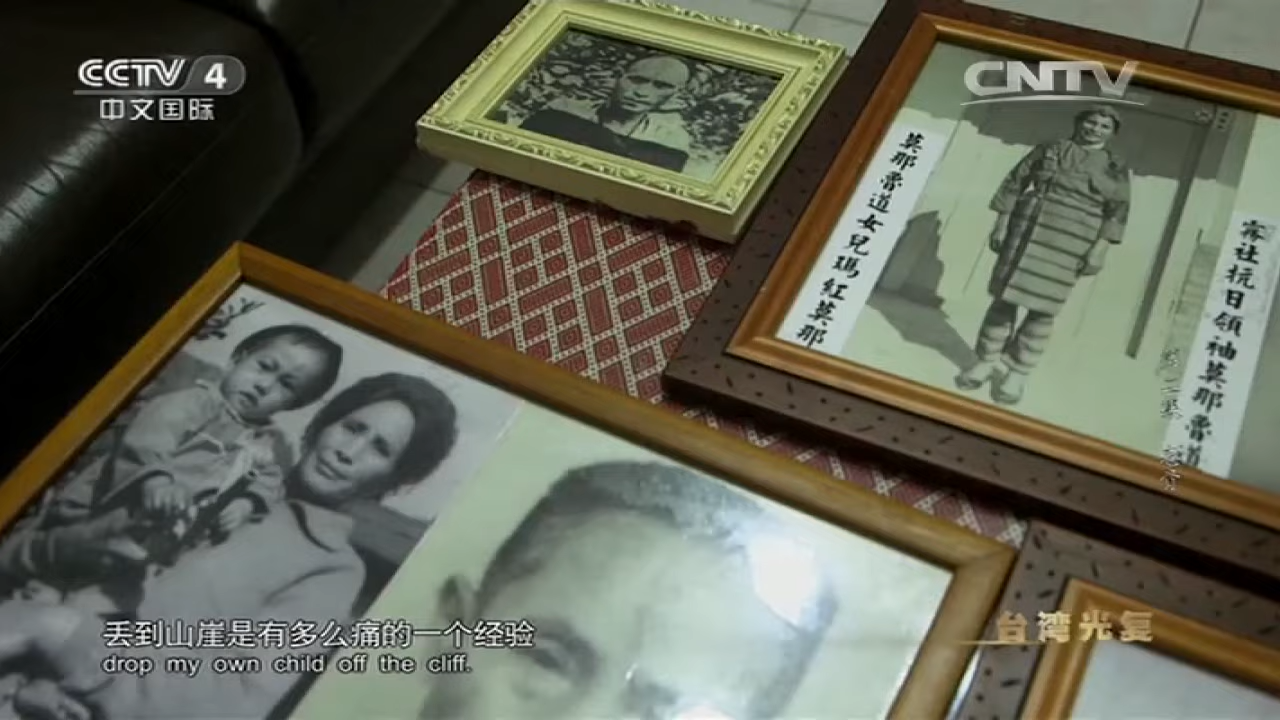 CCTV 4
中文国际
CNTV
莫那魯道女兒瑪紅莫那
霧社抗日領袖莫那魯道
丢到山崖是有多么痛的一个经验
drop my own child off the cliff.
台湾光复